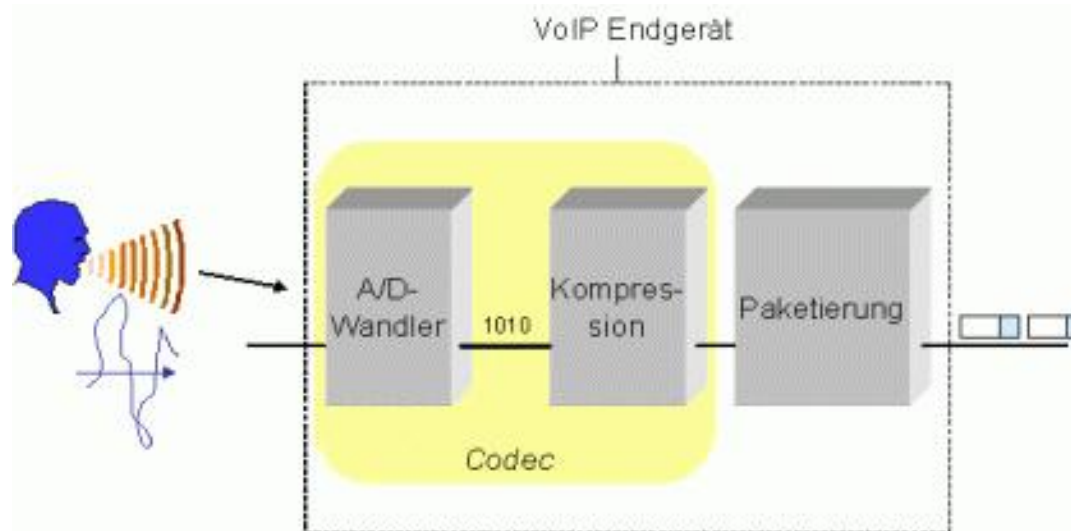 VoIP Endgerät
A/D-
Wandler
1010
Kompres-
sion
Paketierung
Codec